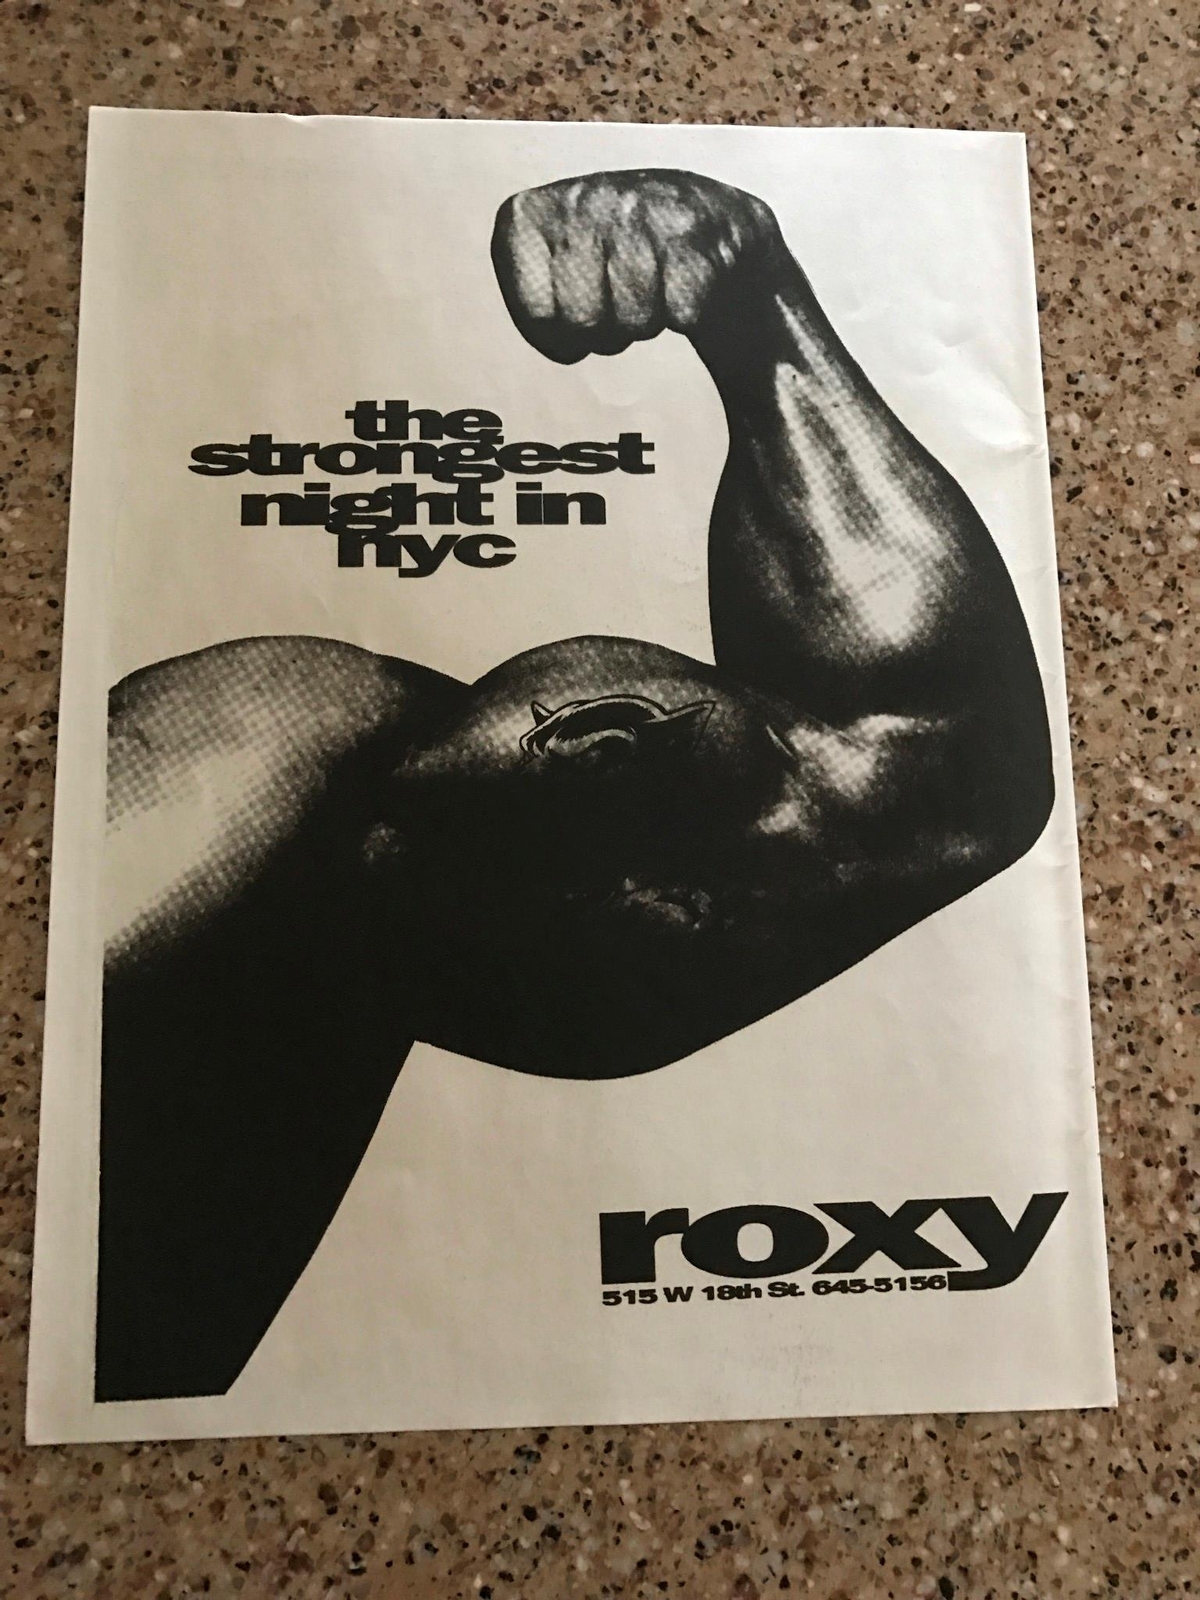 the
strongest
night in
nyc
roxy
515 W 18th St. 645-5156